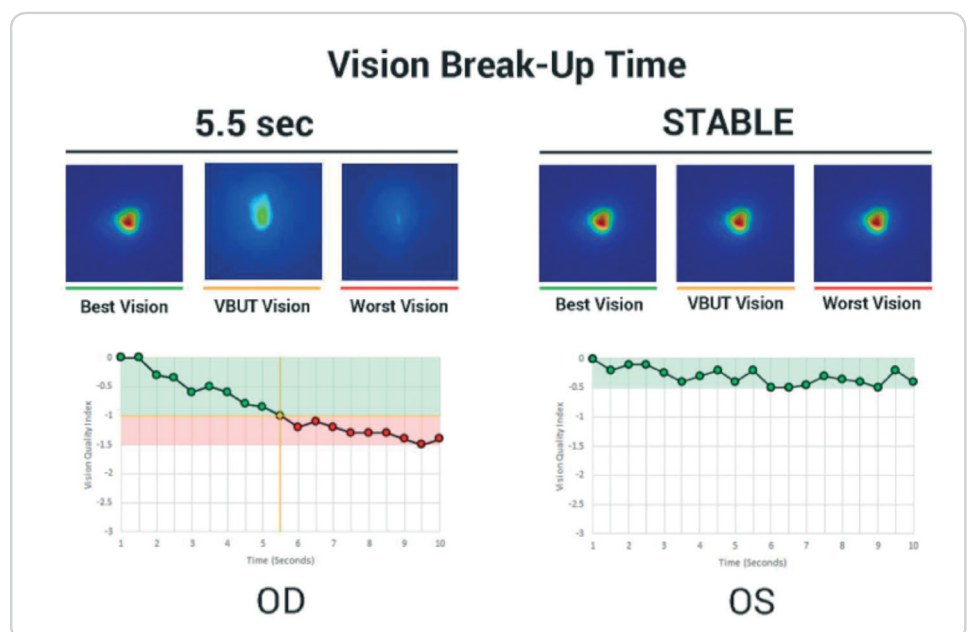 Vision Break-Up Time
5.5 sec
Best Vision
VBUT Vision
Worst Vision
Vision Quality Index
0
-0.5
-1
-1.5
-2
-2.5
-3
1 2 3 4 5 6 7 8 9 10
Time (Seconds)
OD
STABLE
Best Vision
VBUT Vision
Worst Vision
Vision Quality Index
0
-0.5
-1
-1.5
-2
-2.5
-3
1 2 3 4 5 6 7 8 9 10
Time (Seconds)
OS